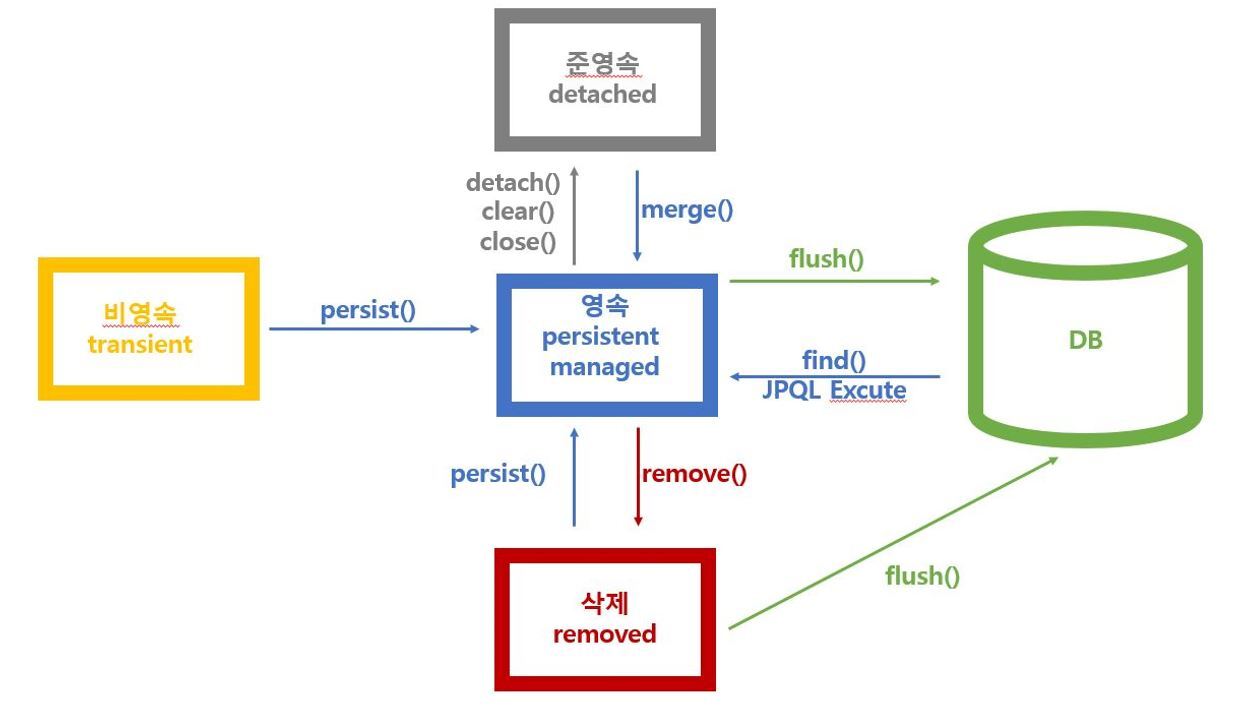 준영속
detached
detach()
clear()
close()
merge()
flush()
비영속
transient
persist()
영속
persistent
managed
find()
JPQL Excute
DB
persist()
remove()
삭제
removed
flush()